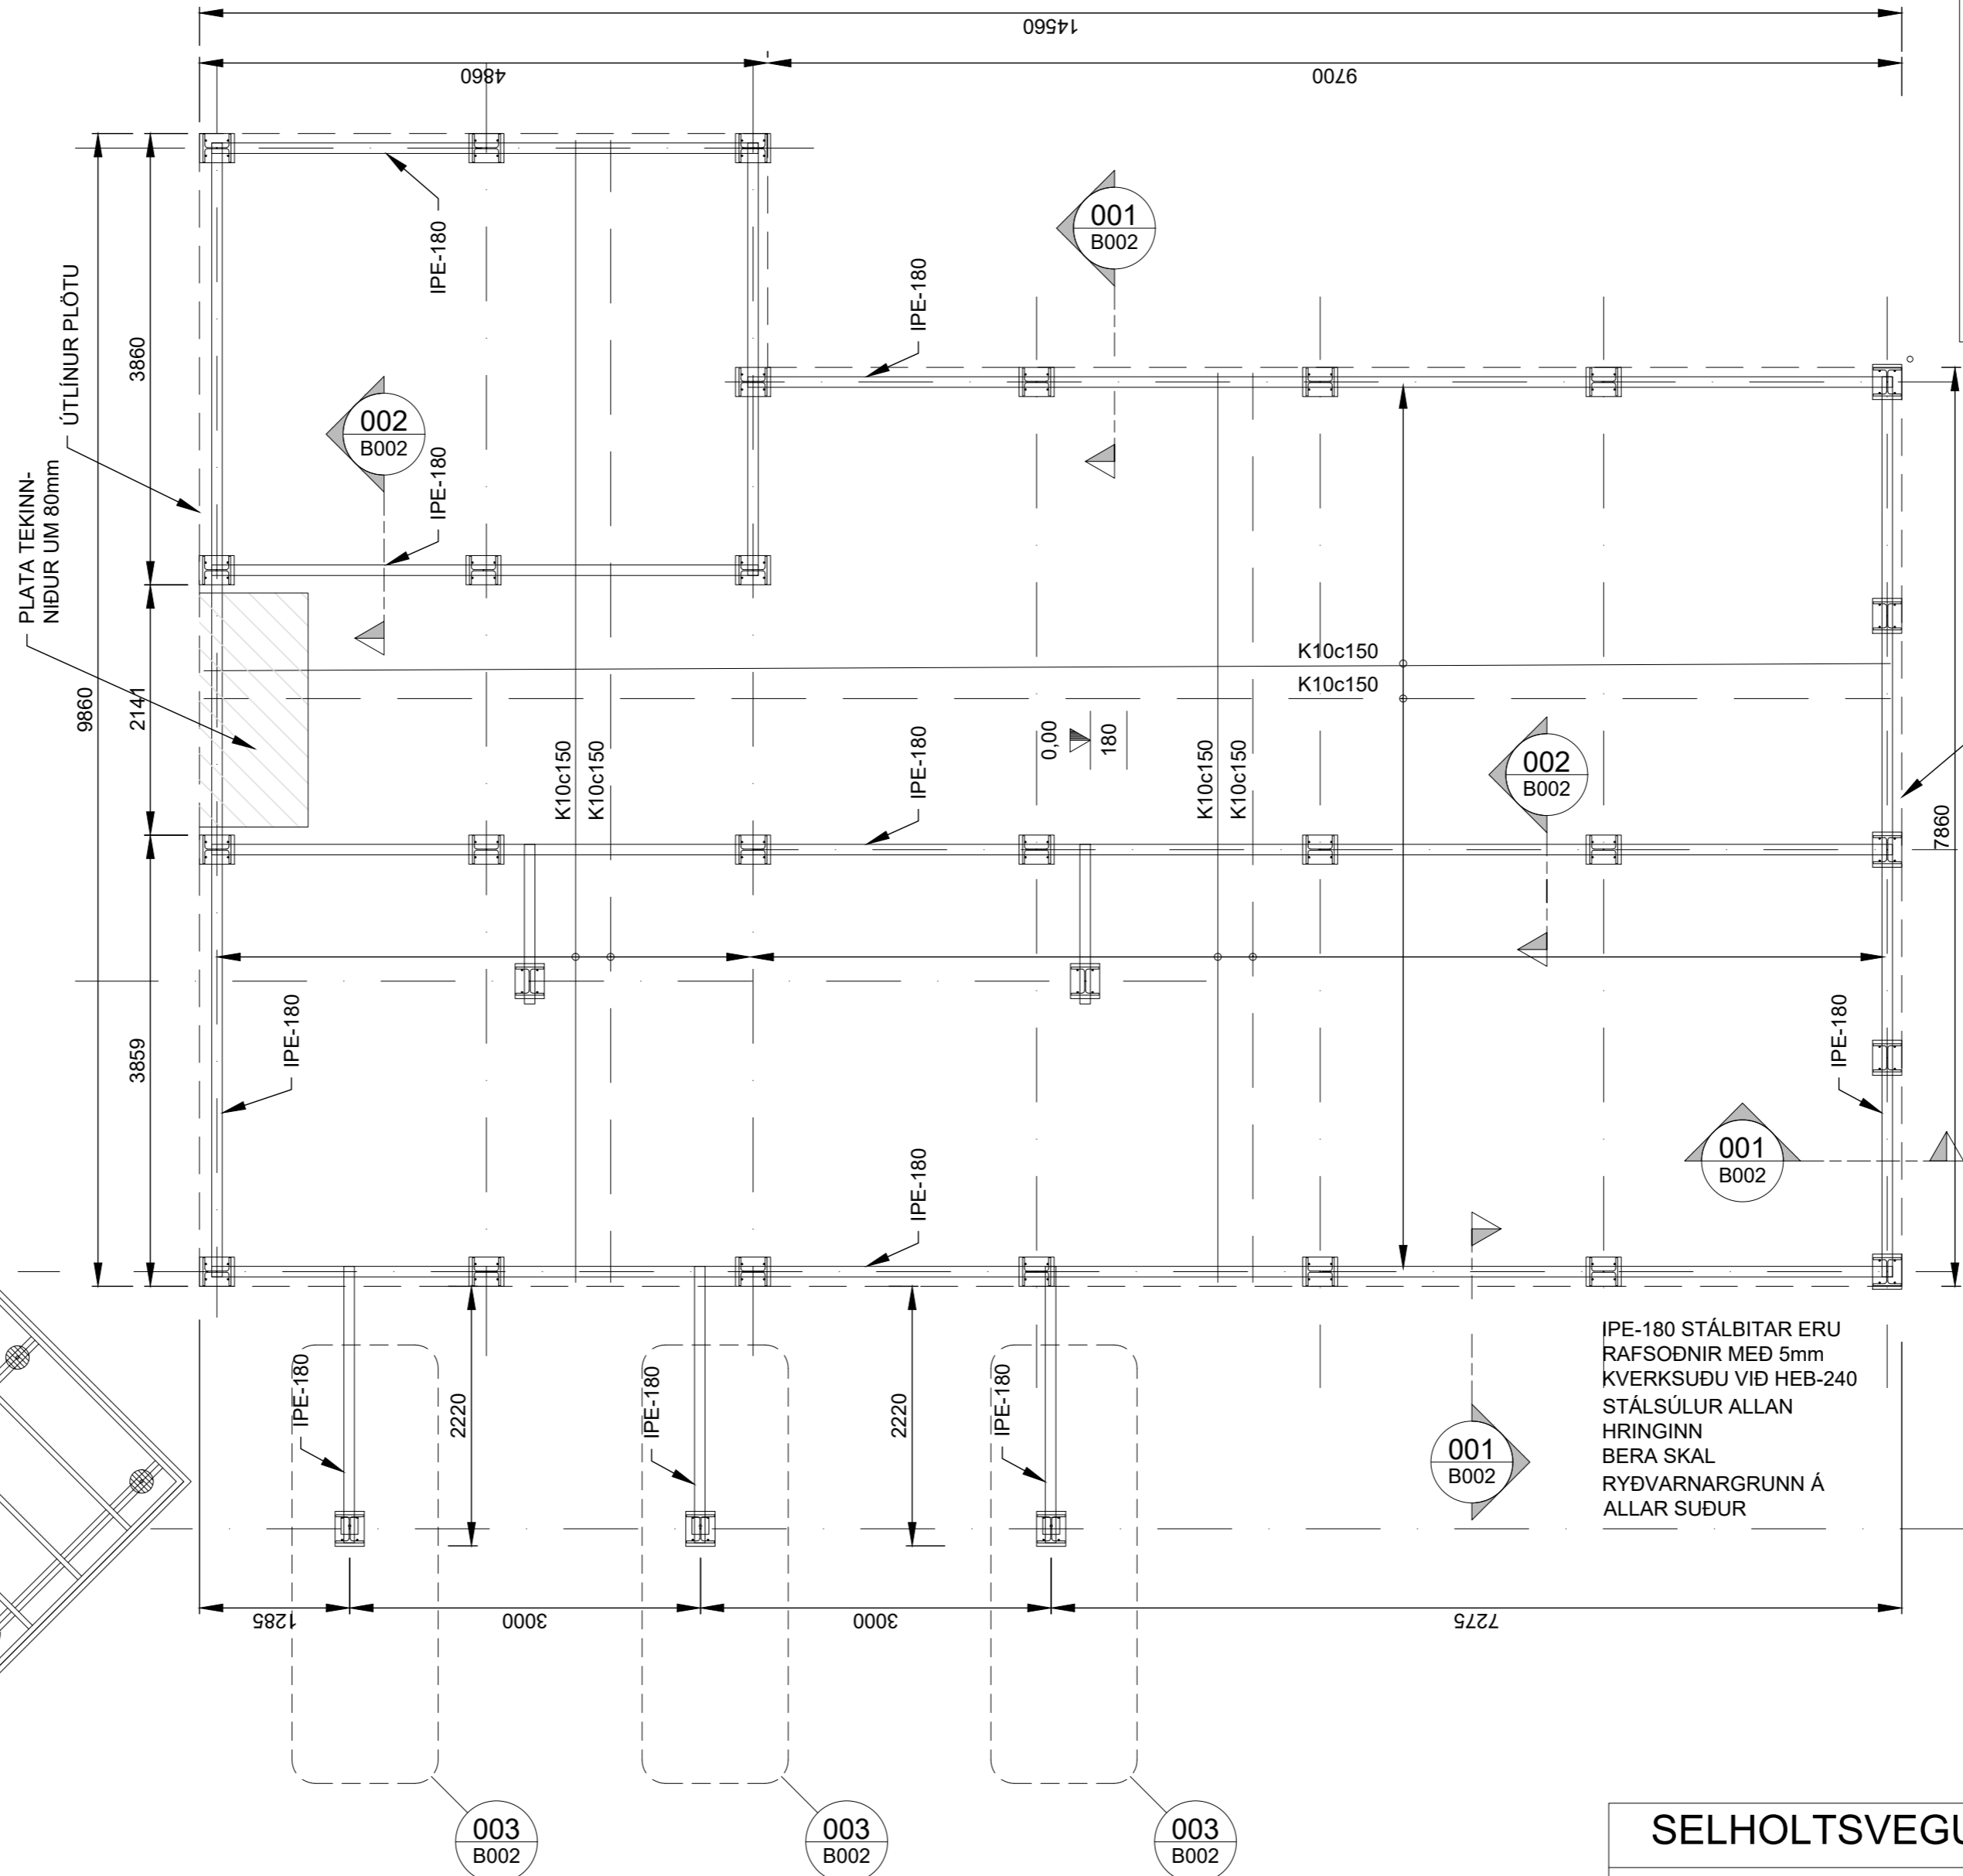 14560
4860
9700
IPE-180
001
B002
3860
ÚTLÍNUR PLÖTU
IPE-180
002
B002
IPE-180
PLATA TEKINN-
NIÐUR UM 80mm
9860
2141
K10c150
K10c150
K10c150
K10c150
0,00
180
IPE-180
K10c150
K10c150
002
B002
7860
3859
IPE-180
IPE-180
IPE-180
001
B002
IPE-180
2220
IPE-180
2220
IPE-180
001
B002
IPE-180 STÁLBITAR ERU
RAFSOÐNIR MEÐ 5mm
KVERKSUÐU VIÐ HEB-240
STÁLSÚLUR ALLAN
HRINGINN
BERA SKAL
RYÐVARNARGRUNN Á
ALLAR SUÐUR
1285
3000
3000
7275
003
B002
003
B002
003
B002
SELHOLTSVEGU